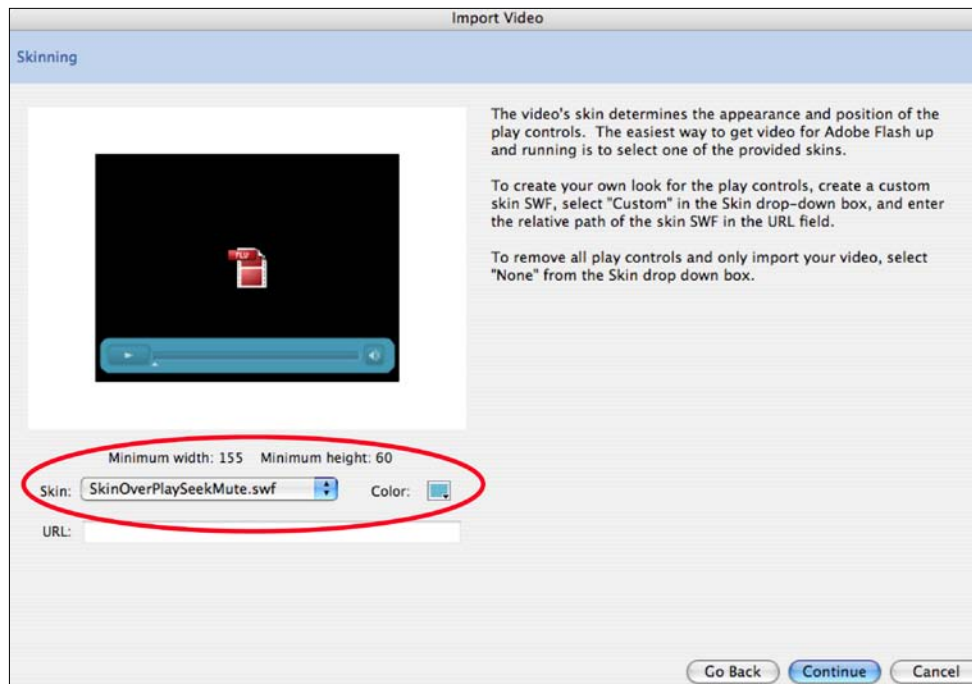 Import Video
Skinning
The video's skin determines the appearance and position of the
play controls. The easiest way to get video for Adobe Flash up
and running is to select one of the provided skins.
To create your own look for the play controls, create a custom
skin SWF, select "Custom" in the Skin drop-down box, and enter
the relative path of the skin SWF in the URL field.
To remove all play controls and only import your video, select
"None" from the Skin drop down box.
FLV
Minimum width: 155 Minimum height: 60
Skin: SkinOverPlaySeekMute.swf Color:
URL:
Go Back Continue Cancel